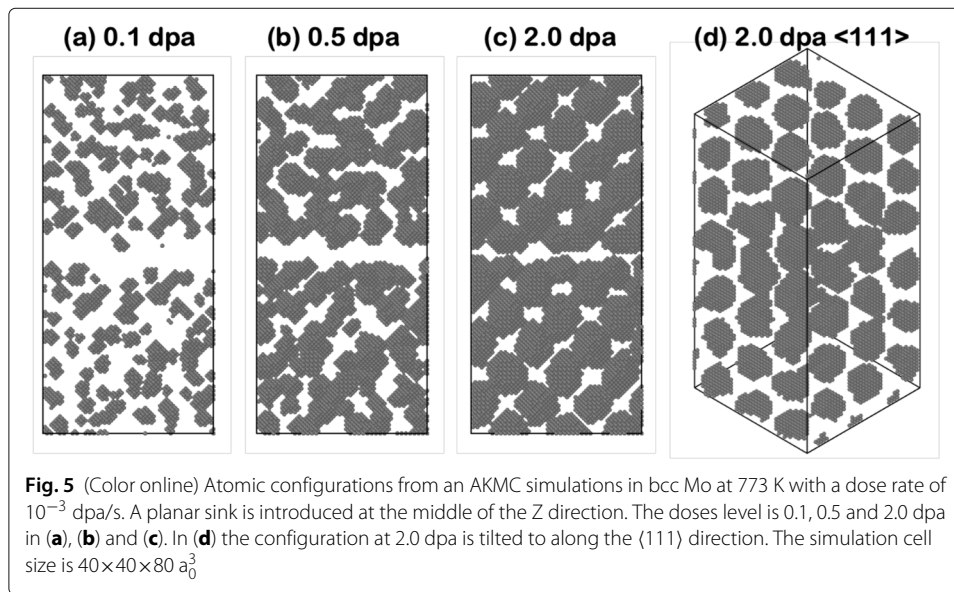 (a) 0.1 dpa (b) 0.5 dpa (c) 2.0 dpa (d) 2.0 dpa <111>
Fig. 5 (Color online) Atomic configurations from an AKMC simulations in bcc Mo at 773 K with a dose rate of
10⁻³ dpa/s. A planar sink is introduced at the middle of the Z direction. The doses level is 0.1, 0.5 and 2.0 dpa
in (a), (b) and (c). In (d) the configuration at 2.0 dpa is tilted to along the ⟨111⟩ direction. The simulation cell
size is 40×40×80 a₀³